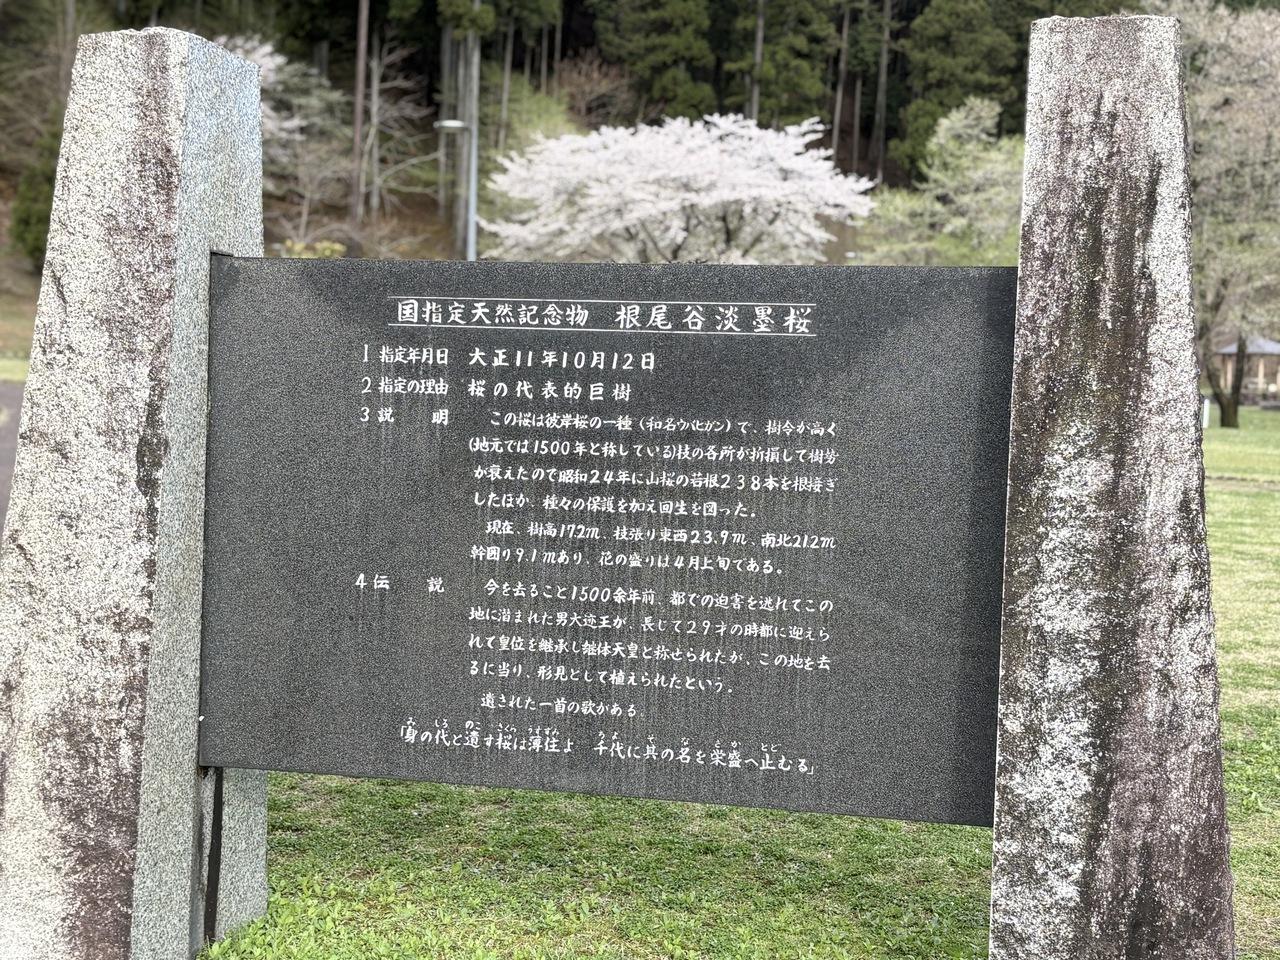 国指定天然記念物 根尾谷淡墨桜
1 指定年月日 大正11年10月12日
2 指定の理由 桜の代表的巨樹
3 説 明 この桜は彼岸桜の一種(和名ウバヒガン)で、樹令が高く
(地元では1500年と称している)枝の各所が折損して樹労
が衰えたので昭和24年に山桜の若根238本を根接ぎ
したほか、種々の保護を加え回生を図った。
現在、樹高17.2m、枝張り東西23.9m、南北21.2m
幹囲り9.1mあり、花の盛りは4月上旬である。
4 伝 説 今を去ること1500余年前、都での迫害を逃れてこの
地に潜まれた男大迹王が、長じて29才の時都に迎えら
れて皇位を継承し継体天皇と称せられたが、この地を去
るに当り、形見として植えられたという。
遺された一首の歌がある。
「身の代と遺す桜は薄住よ 千代に其の名を栄盛へ止むる」